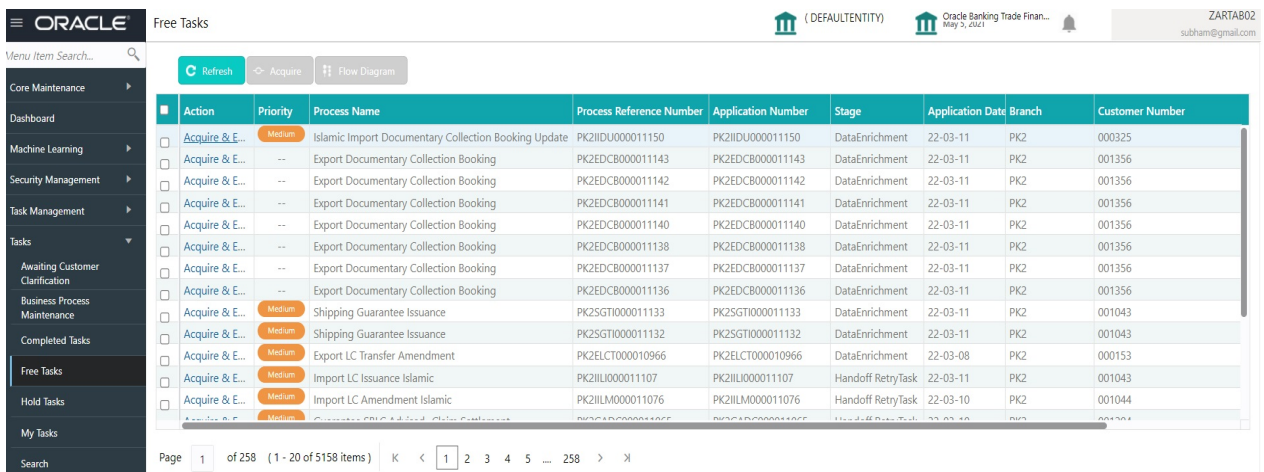 ORACLE
Free Tasks
( DEFAULTENTITY)
Oracle Banking Trade Finan...
May 5, 2021
ZARTAB02
subham@gmail.com
Menu Item Search...
Core Maintenance
Dashboard
Machine Learning
Security Management
Task Management
Tasks
Awaiting Customer
Clarification
Business Process
Maintenance
Completed Tasks
Free Tasks
Hold Tasks
My Tasks
Search
Refresh Acquire Flow Diagram
Action Priority Process Name Process Reference Number Application Number Stage Application Date Branch Customer Number
Acquire & E... Medium Islamic Import Documentary Collection Booking Update PK2IIDU000011150 PK2IIDU000011150 DataEnrichment 22-03-11 PK2 000325
Acquire & E... -- Export Documentary Collection Booking PK2EDCB000011143 PK2EDCB000011143 DataEnrichment 22-03-11 PK2 001356
Acquire & E... -- Export Documentary Collection Booking PK2EDCB000011142 PK2EDCB000011142 DataEnrichment 22-03-11 PK2 001356
Acquire & E... -- Export Documentary Collection Booking PK2EDCB000011141 PK2EDCB000011141 DataEnrichment 22-03-11 PK2 001356
Acquire & E... -- Export Documentary Collection Booking PK2EDCB000011140 PK2EDCB000011140 DataEnrichment 22-03-11 PK2 001356
Acquire & E... -- Export Documentary Collection Booking PK2EDCB000011138 PK2EDCB000011138 DataEnrichment 22-03-11 PK2 001356
Acquire & E... -- Export Documentary Collection Booking PK2EDCB000011137 PK2EDCB000011137 DataEnrichment 22-03-11 PK2 001356
Acquire & E... -- Export Documentary Collection Booking PK2EDCB000011136 PK2EDCB000011136 DataEnrichment 22-03-11 PK2 001356
Acquire & E... Medium Shipping Guarantee Issuance PK2SGTI000011133 PK2SGTI000011133 DataEnrichment 22-03-11 PK2 001043
Acquire & E... Medium Shipping Guarantee Issuance PK2SGTI000011132 PK2SGTI000011132 DataEnrichment 22-03-11 PK2 001043
Acquire & E... Medium Export LC Transfer Amendment PK2ELCT000010966 PK2ELCT000010966 DataEnrichment 22-03-08 PK2 000153
Acquire & E... Medium Import LC Issuance Islamic PK2IILI000011107 PK2IILI000011107 Handoff RetryTask 22-03-11 PK2 001043
Acquire & E... Medium Import LC Amendment Islamic PK2IILM000011076 PK2IILM000011076 Handoff RetryTask 22-03-10 PK2 001044
Page 1 of 258 (1 - 20 of 5158 items) 1 2 3 4 5 ... 258